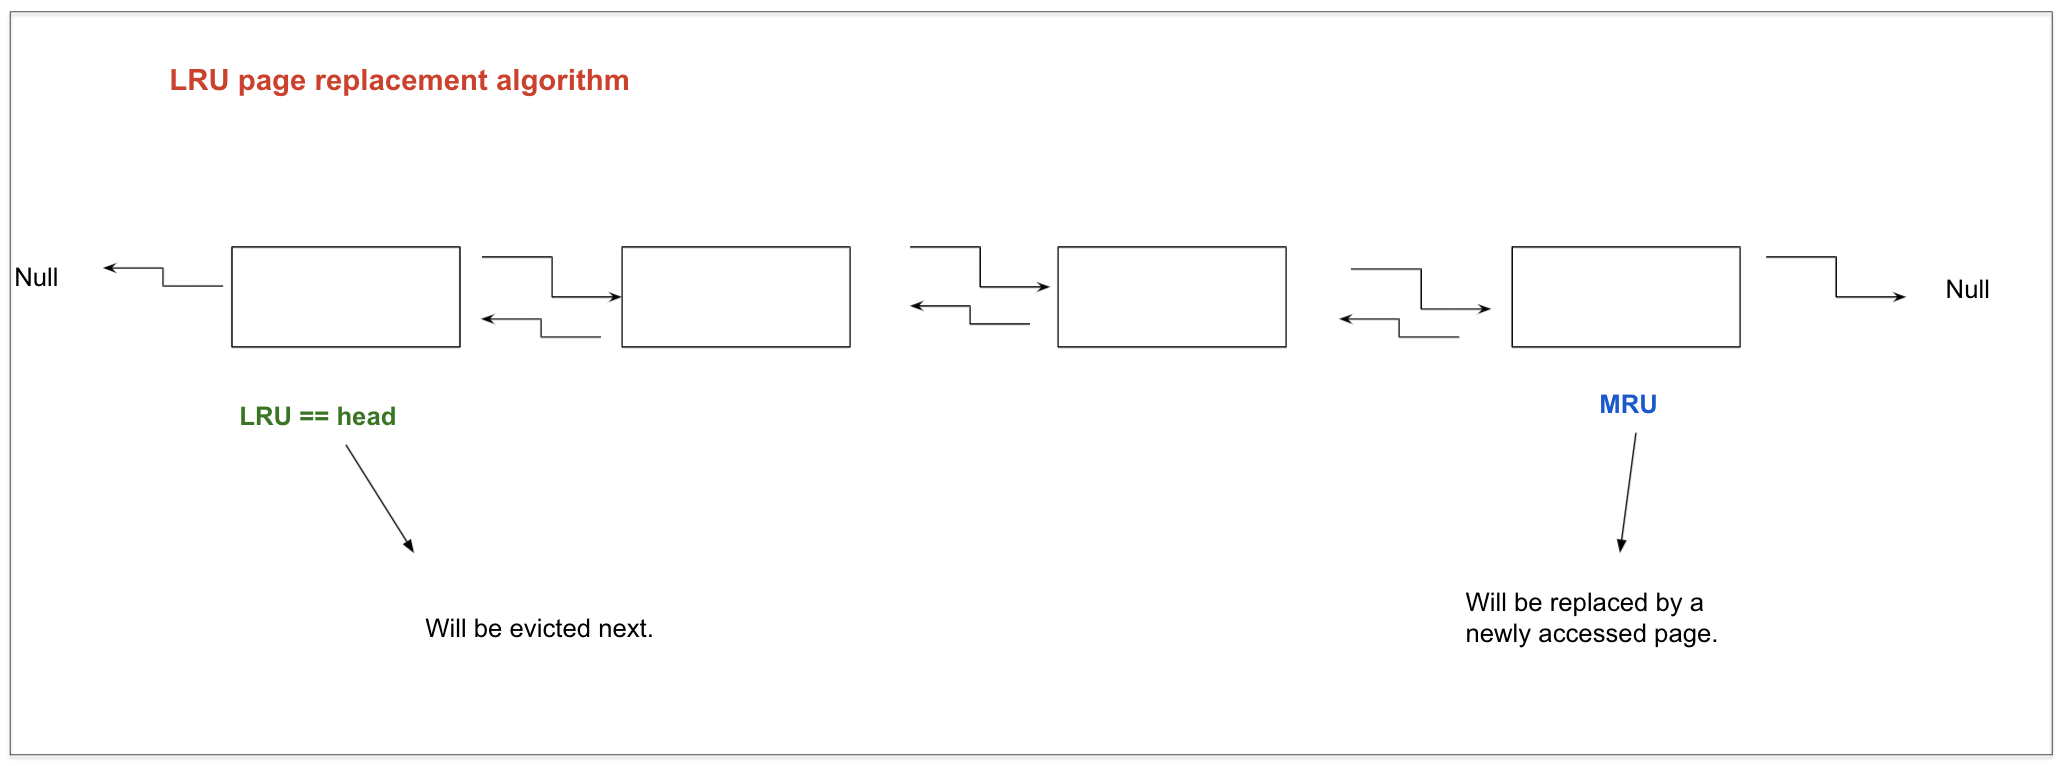 LRU page replacement algorithm
Null
Null
LRU == head
MRU
Will be evicted next.
Will be replaced by a
newly accessed page.